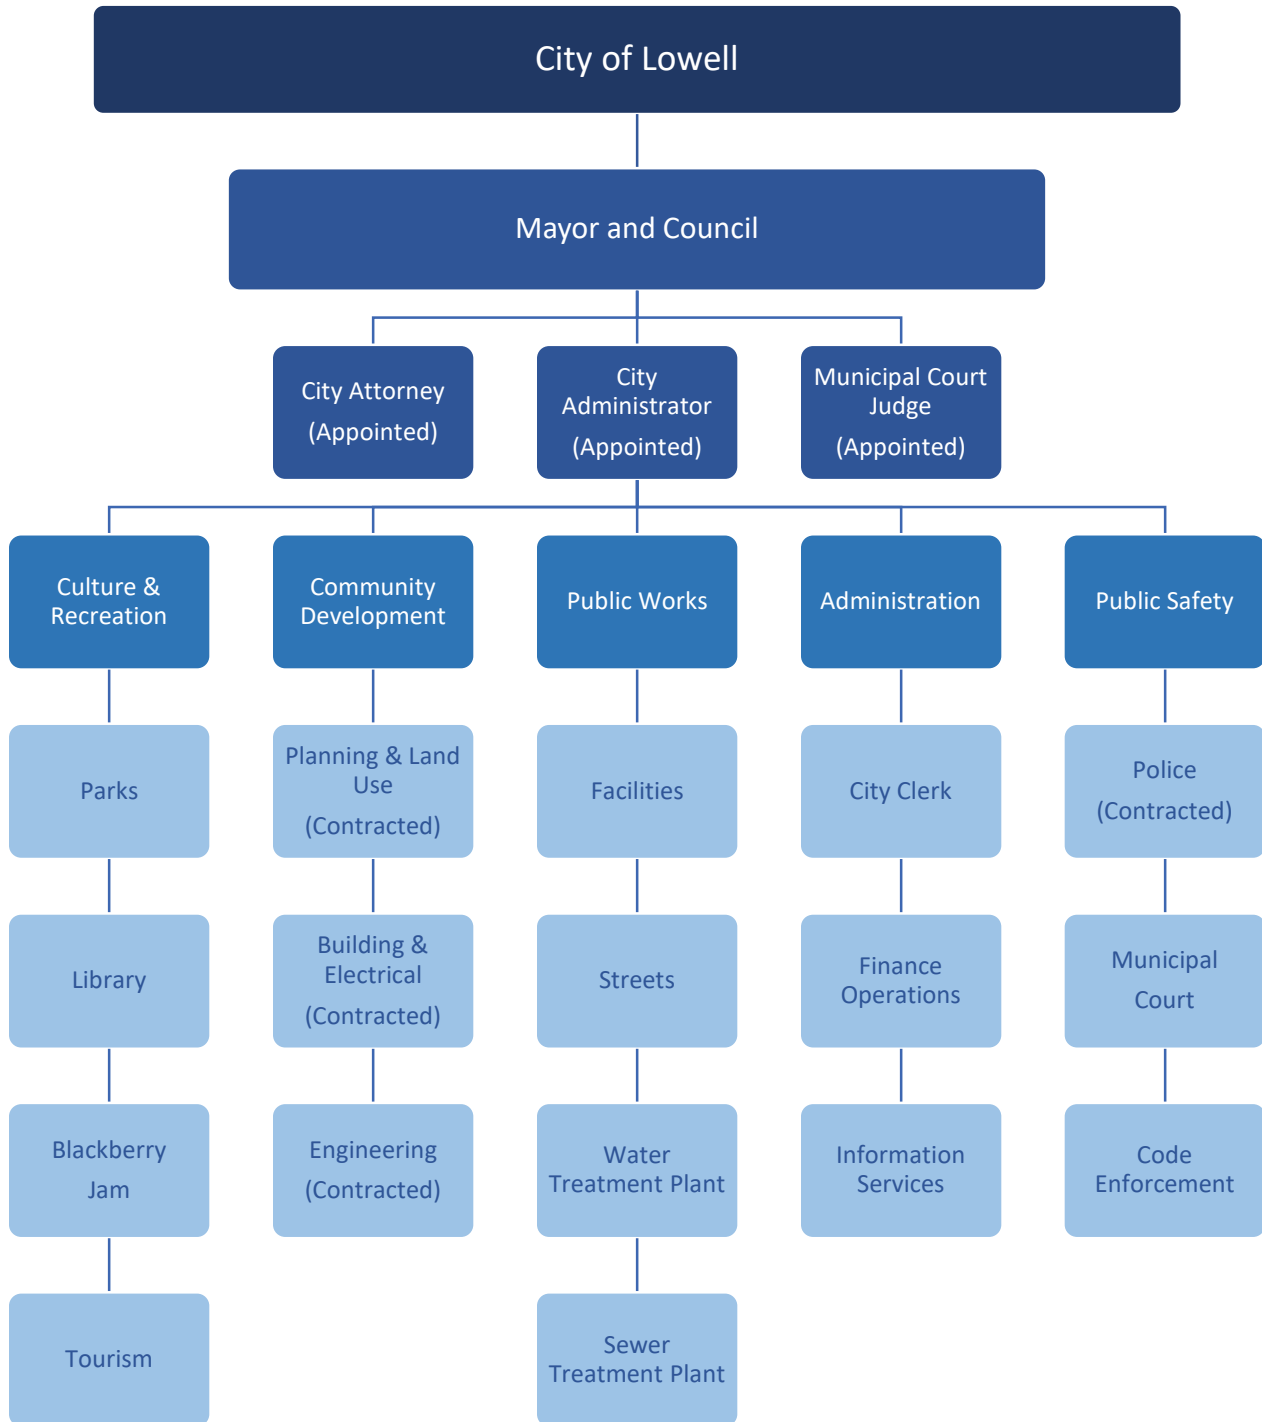 City of Lowell
Mayor and Council
City Attorney
(Appointed)
City
Administrator
(Appointed)
Municipal Court
Judge
(Appointed)
Culture &
Recreation
Community
Development
Public Works
Administration
Public Safety
Parks
Planning & Land
Use
(Contracted)
Facilities
City Clerk
Police
(Contracted)
Library
Building &
Electrical
(Contracted)
Streets
Finance
Operations
Municipal
Court
Blackberry
Jam
Engineering
(Contracted)
Water
Treatment Plant
Information
Services
Code
Enforcement
Tourism
Sewer
Treatment Plant